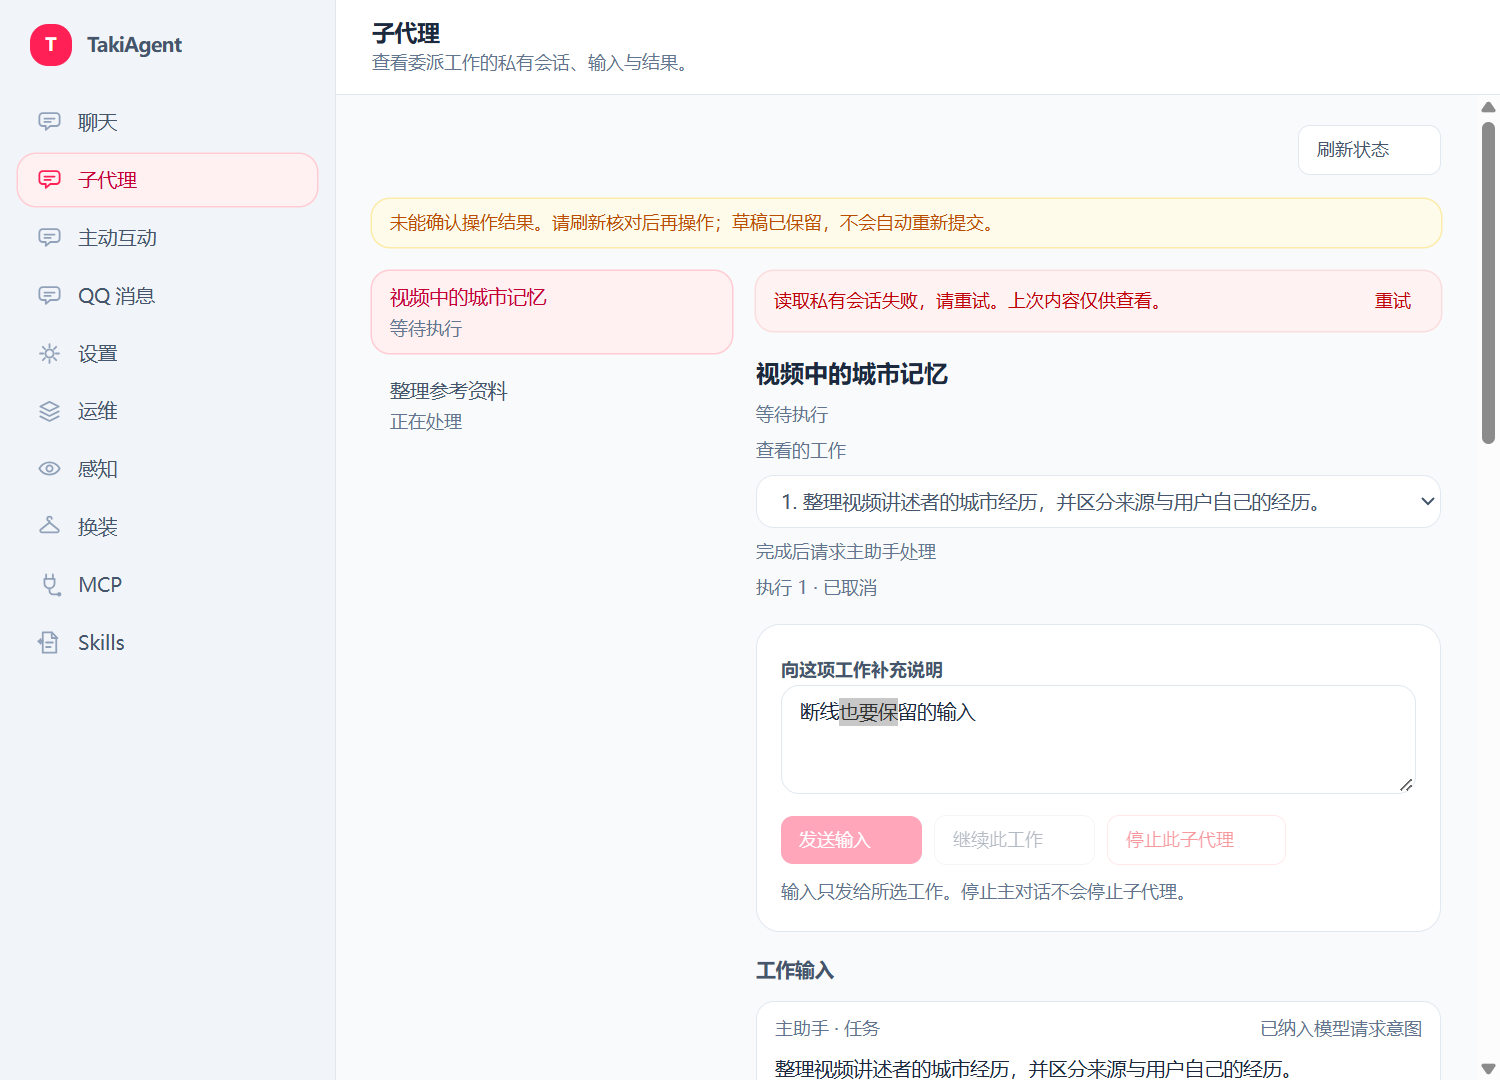 T
TakiAgent
聊天
子代理
主动互动
QQ 消息
设置
运维
感知
换装
MCP
Skills
子代理
查看委派工作的私有会话、输入与结果。
刷新状态
未能确认操作结果。请刷新核对后再操作；草稿已保留，不会自动重新提交。
视频中的城市记忆
等待执行
整理参考资料
正在处理
读取私有会话失败，请重试。上次内容仅供查看。
重试
视频中的城市记忆
等待执行
查看的工作
1. 整理视频讲述者的城市经历，并区分来源与用户自己的经历。
完成后请求主助手处理
执行 1 · 已取消
向这项工作补充说明
断线也要保留的输入
发送输入
继续此工作
停止此子代理
输入只发给所选工作。停止主对话不会停止子代理。
工作输入
主助手 · 任务
已纳入模型请求意图
整理视频讲述者的城市经历，并区分来源与用户自己的经历。